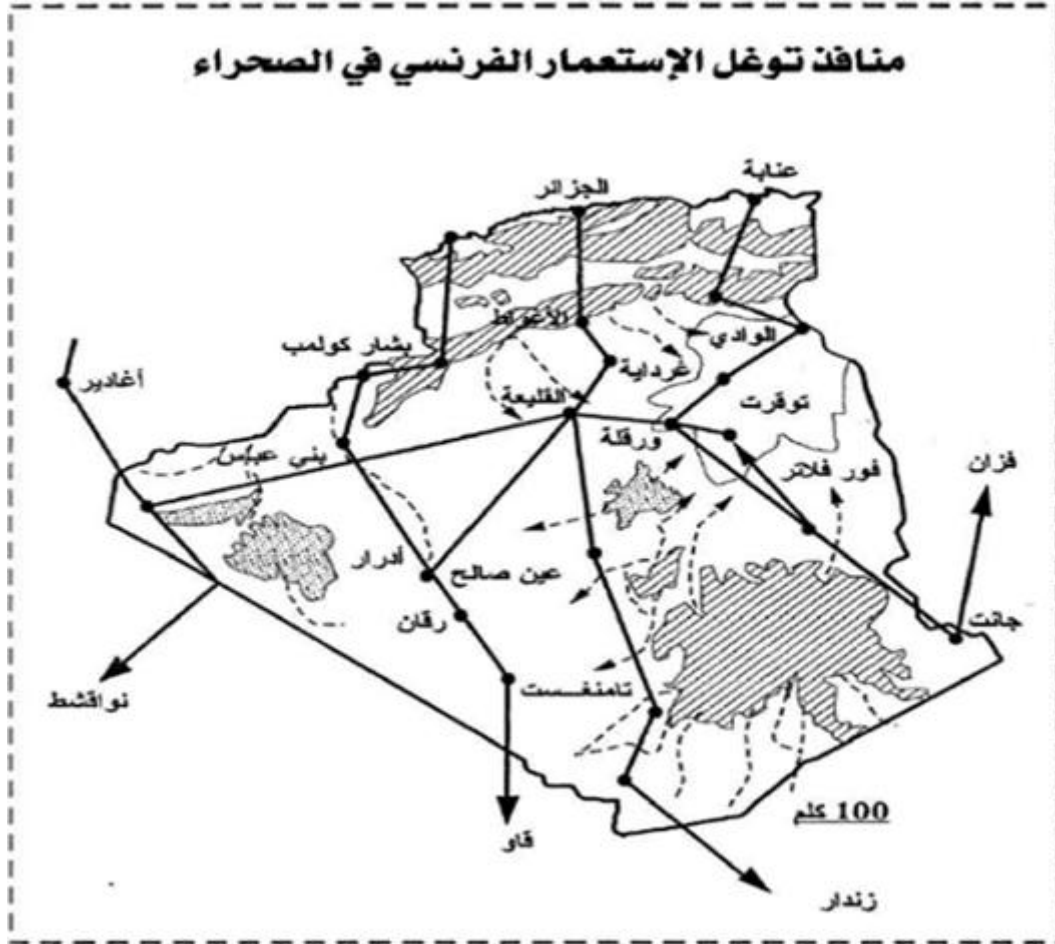 منافذ توغل الإستعمار الفرنسي في الصحراء
عنابة
الجزائر
الأغواط
الوادي
بشار كولمب
غرداية
أغادير
القليعة
توقرت
ورقلة
بني عباس
فور فلاتر
فزان
أدرار
عين صالح
رقان
جانت
تامنغست
نواقشط
100 كلم
قاو
زندار